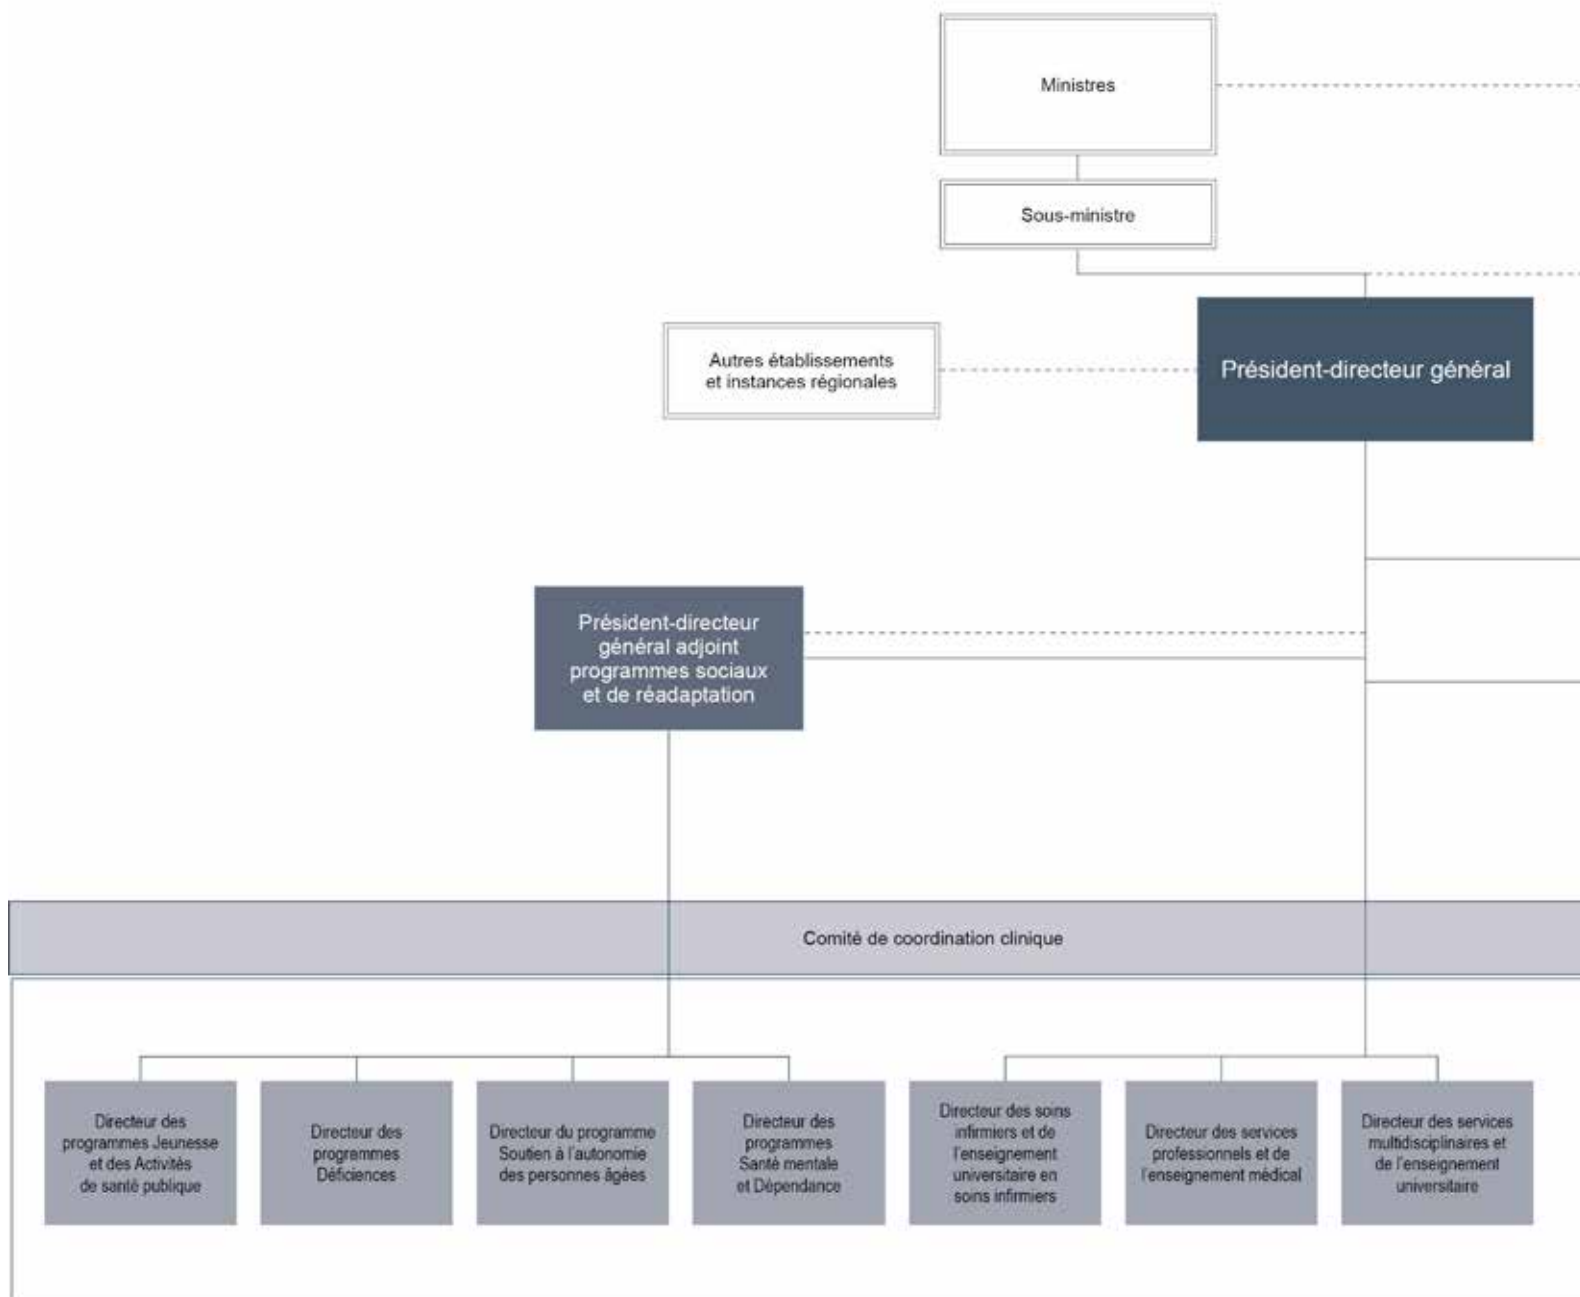 Ministres
Sous-ministre
Autres établissements
et instances régionales
Président-directeur général
Président-directeur
général adjoint
programmes sociaux
et de réadaptation
Comité de coordination clinique
Directeur des
programmes Jeunesse
et des Activités
de santé publique
Directeur des
programmes
Déficiences
Directeur du programme
Soutien à l'autonomie
des personnes âgées
Directeur des
programmes
Santé mentale
et Dépendance
Directeur des soins
infirmiers et de
l'enseignement
universitaire en
soins infirmiers
Directeur des services
professionnels et de
l'enseignement médical
Directeur des services
multidisciplinaires et
de l'enseignement
universitaire